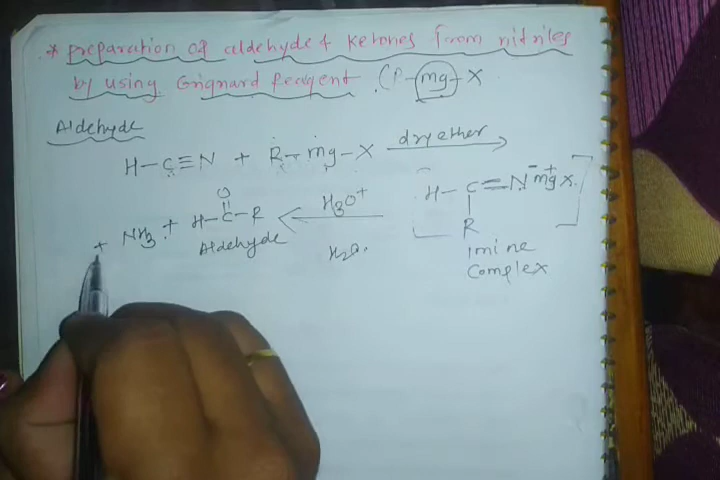 * Preparation of aldehyde & Ketones from nitriles
by using Grignard Reagent (R-mg-X
Aldehyde
H-C≡N + R-mg-X dry ether
H-C=N⁻ ⁺mgx.
R
imine
complex
H₃O⁺
H₂O.
O
+ NH₃ + H-C-R
Aldehyde